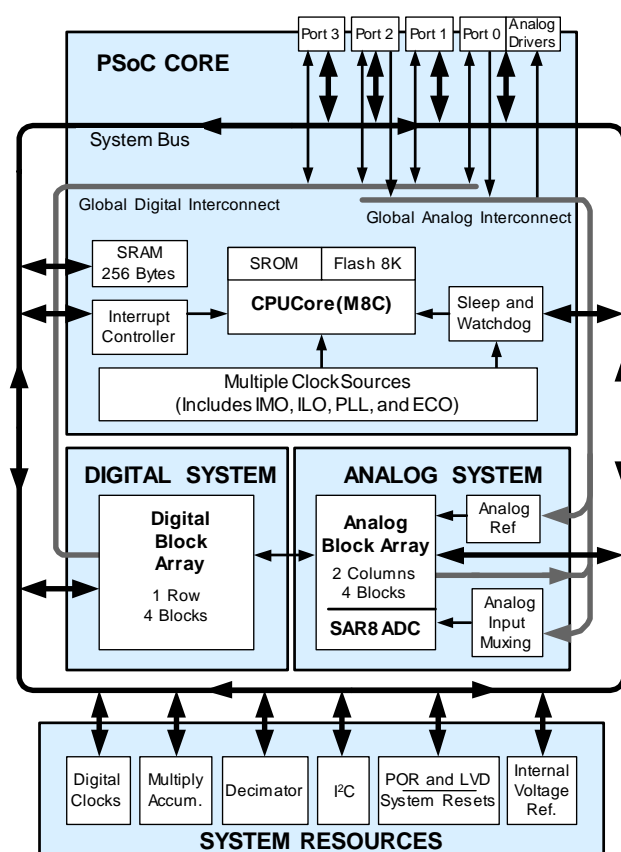 Port 3
Port 2
Port 1
Port 0
Analog
Drivers
PSoC CORE
System Bus
Global Digital Interconnect
Global Analog Interconnect
SRAM
256 Bytes
SROM
Flash 8K
CPUCore (M8C)
Interrupt
Controller
Sleep and
Watchdog
Multiple Clock Sources
(Includes IMO, ILO, PLL, and ECO)
DIGITAL SYSTEM
Digital
Block
Array
1 Row
4 Blocks
ANALOG SYSTEM
Analog
Block Array
2 Columns
4 Blocks
SAR8 ADC
Analog
Ref
Analog
Input
Muxing
Digital
Clocks
Multiply
Accum.
Decimator
I²C
POR and LVD
System Resets
Internal
Voltage
Ref.
SYSTEM RESOURCES